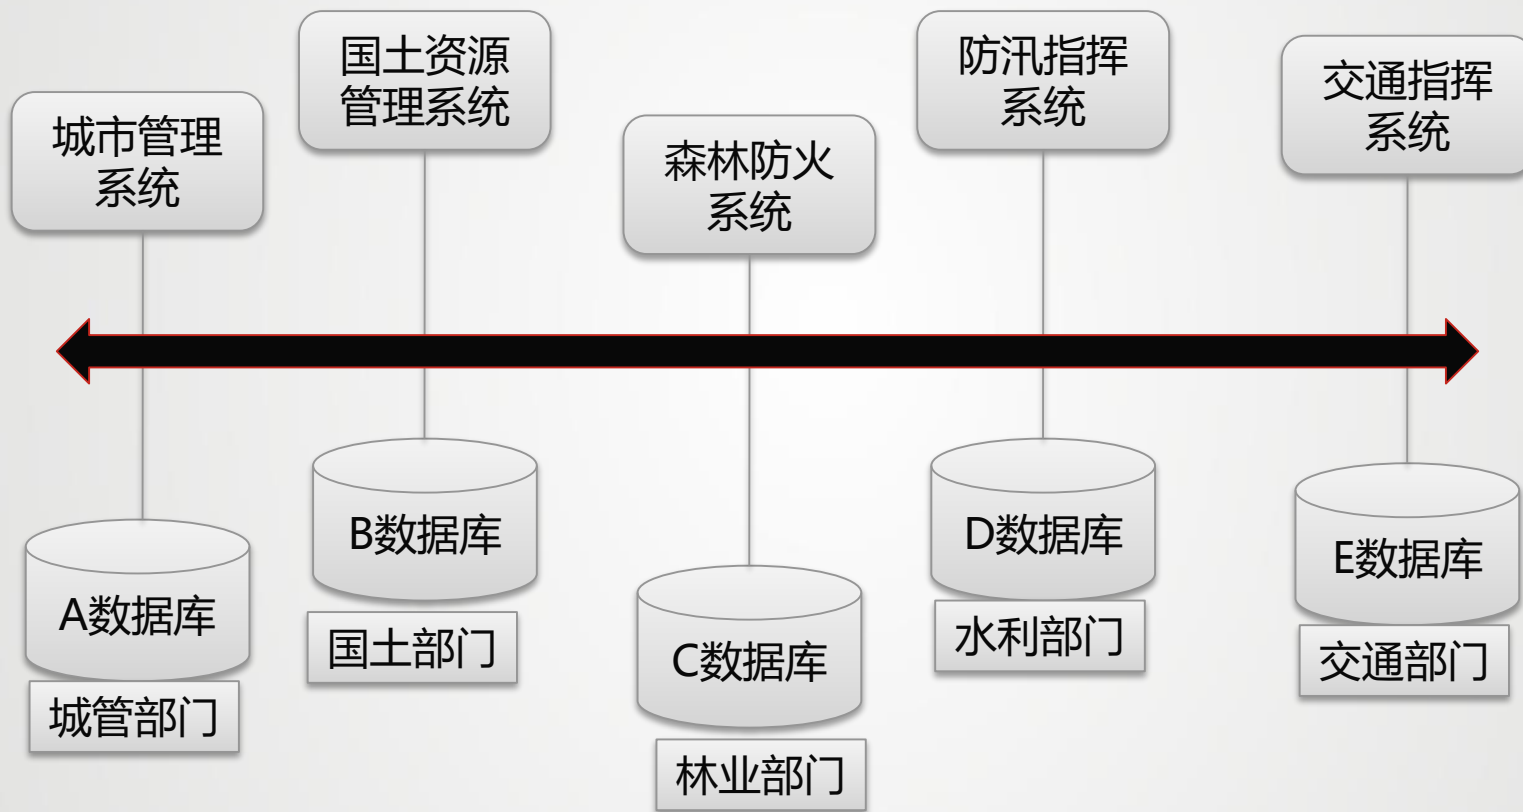 城市管理
系统
国土资源
管理系统
森林防火
系统
防汛指挥
系统
交通指挥
系统
A数据库
城管部门
B数据库
国土部门
C数据库
林业部门
D数据库
水利部门
E数据库
交通部门